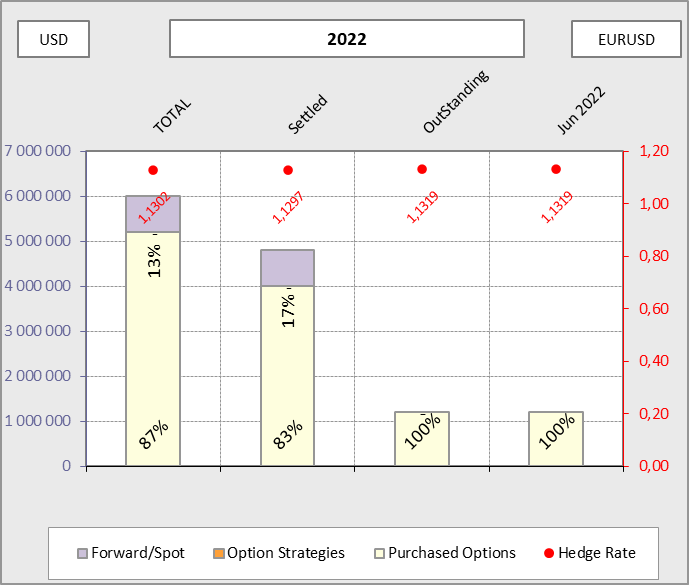 USD
2022
EURUSD
TOTAL
Settled
OutStanding
Jun 2022
7 000 000
6 000 000
5 000 000
4 000 000
3 000 000
2 000 000
1 000 000
0
1,20
1,00
0,80
0,60
0,40
0,20
0,00
1,1302
1,1297
1,1319
1,1319
13%
17%
87%
83%
100%
100%
Forward/Spot
Option Strategies
Purchased Options
Hedge Rate